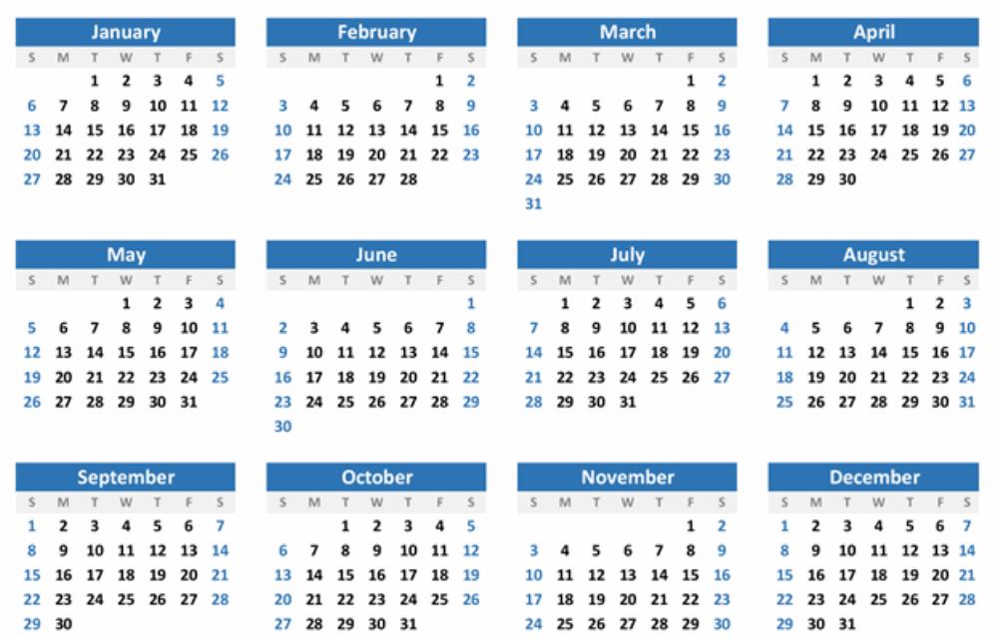 January February March April
S M T W T F S S M T W T F S S M T W T F S S M T W T F S
1 2 3 4 5 1 2 1 2 1 2 3 4 5 6
6 7 8 9 10 11 12 3 4 5 6 7 8 9 3 4 5 6 7 8 9 7 8 9 10 11 12 13
13 14 15 16 17 18 19 10 11 12 13 14 15 16 10 11 12 13 14 15 16 14 15 16 17 18 19 20
20 21 22 23 24 25 26 17 18 19 20 21 22 23 17 18 19 20 21 22 23 21 22 23 24 25 26 27
27 28 29 30 31 24 25 26 27 28 24 25 26 27 28 29 30 28 29 30
31
May June July August
S M T W T F S S M T W T F S S M T W T F S S M T W T F S
1 2 3 4 1 1 2 3 4 5 6 1 2 3
5 6 7 8 9 10 11 2 3 4 5 6 7 8 7 8 9 10 11 12 13 4 5 6 7 8 9 10
12 13 14 15 16 17 18 9 10 11 12 13 14 15 14 15 16 17 18 19 20 11 12 13 14 15 16 17
19 20 21 22 23 24 25 16 17 18 19 20 21 22 21 22 23 24 25 26 27 18 19 20 21 22 23 24
26 27 28 29 30 31 23 24 25 26 27 28 29 28 29 30 31 25 26 27 28 29 30 31
30
September October November December
S M T W T F S S M T W T F S S M T W T F S S M T W T F S
1 2 3 4 5 6 7 1 2 3 4 5 1 2 1 2 3 4 5 6 7
8 9 10 11 12 13 14 6 7 8 9 10 11 12 3 4 5 6 7 8 9 8 9 10 11 12 13 14
15 16 17 18 19 20 21 13 14 15 16 17 18 19 10 11 12 13 14 15 16 15 16 17 18 19 20 21
22 23 24 25 26 27 28 20 21 22 23 24 25 26 17 18 19 20 21 22 23 22 23 24 25 26 27 28
29 30 27 28 29 30 31 24 25 26 27 28 29 30 29 30 31